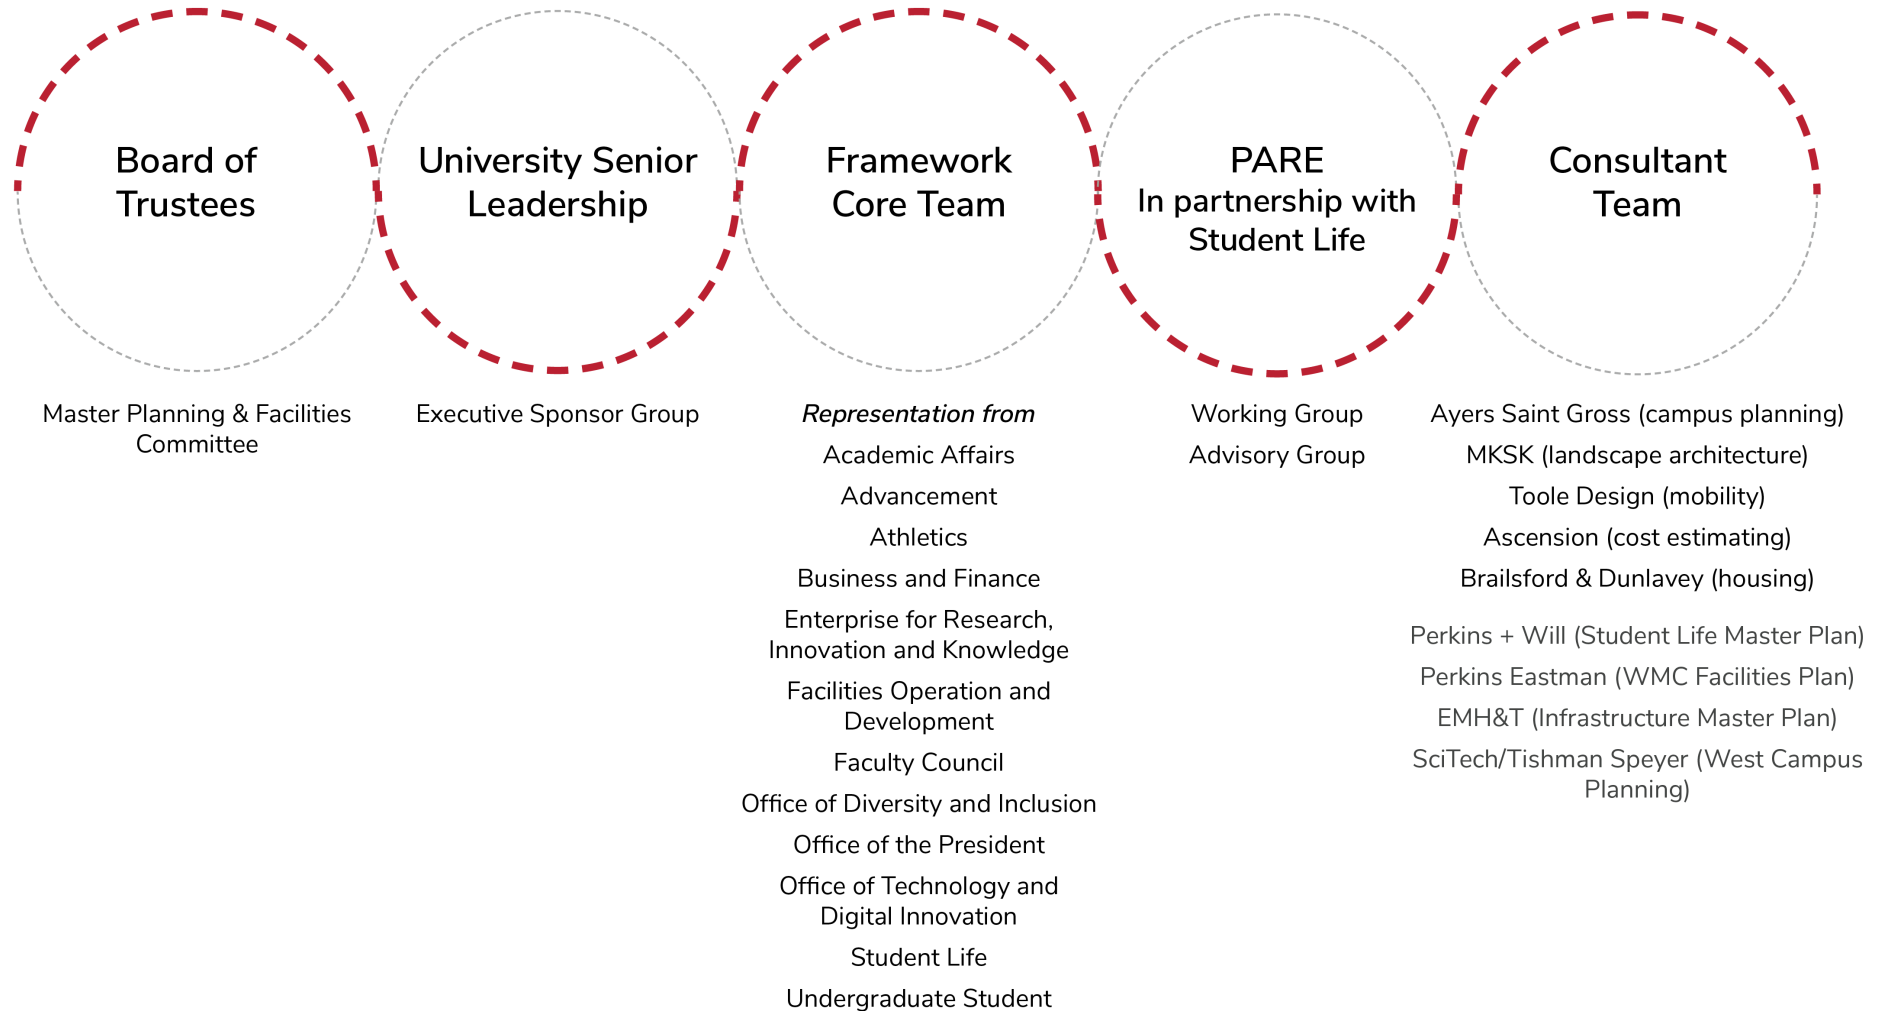 Board of
Trustees
Master Planning & Facilities
Committee
University Senior
Leadership
Executive Sponsor Group
Framework
Core Team
Representation from
Academic Affairs
Advancement
Athletics
Business and Finance
Enterprise for Research,
Innovation and Knowledge
Facilities Operation and
Development
Faculty Council
Office of Diversity and Inclusion
Office of the President
Office of Technology and
Digital Innovation
Student Life
Undergraduate Student
PARE
In partnership with
Student Life
Working Group
Advisory Group
Consultant
Team
Ayers Saint Gross (campus planning)
MKSK (landscape architecture)
Toole Design (mobility)
Ascension (cost estimating)
Brailsford & Dunlavey (housing)
Perkins + Will (Student Life Master Plan)
Perkins Eastman (WMC Facilities Plan)
EMH&T (Infrastructure Master Plan)
SciTech/Tishman Speyer (West Campus
Planning)